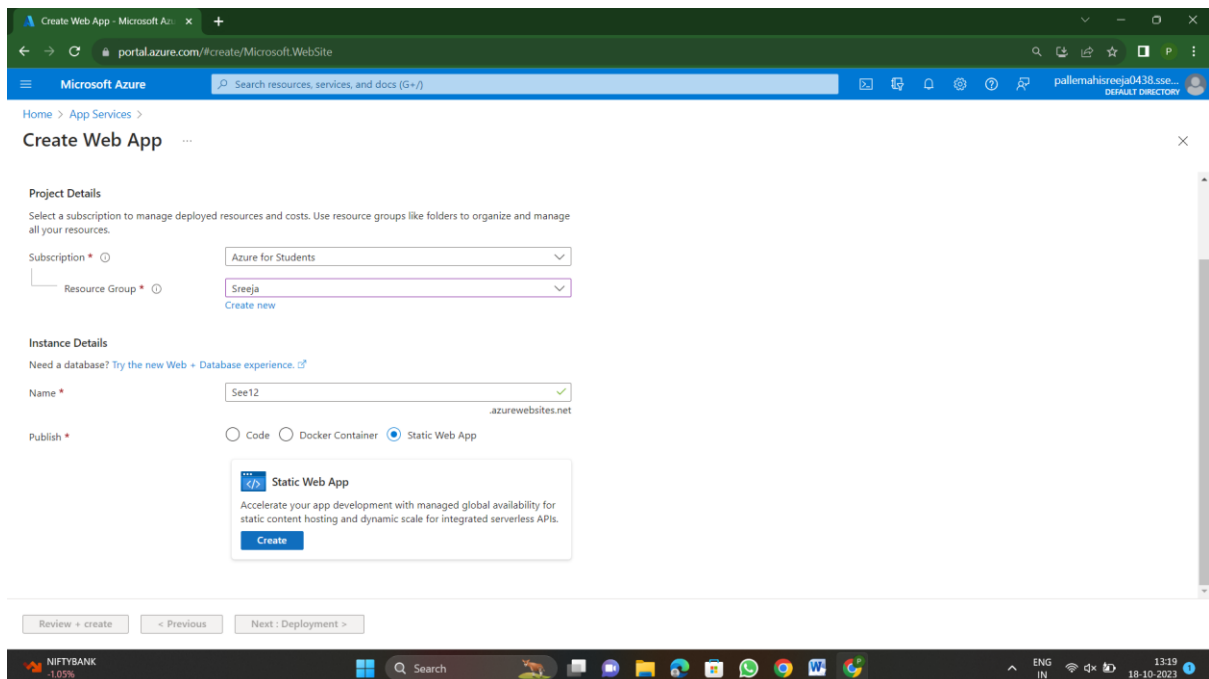 Create Web App - Microsoft Azu
portal.azure.com/#create/Microsoft.WebSite
P
Microsoft Azure
Search resources, services, and docs (G+/)
pallemahisreeja0438.sse...
DEFAULT DIRECTORY
Home > App Services >
Create Web App ...
Project Details
Select a subscription to manage deployed resources and costs. Use resource groups like folders to organize and manage
all your resources.
Subscription *
Azure for Students
Resource Group *
Sreeja
Create new
Instance Details
Need a database? Try the new Web + Database experience.
Name *
See12
.azurewebsites.net
Publish *
Code
Docker Container
Static Web App
Static Web App
Accelerate your app development with managed global availability for
static content hosting and dynamic scale for integrated serverless APIs.
Create
Review + create
< Previous
Next : Deployment >
NIFTYBANK
-1.05%
Search
ENG
IN
13:19
18-10-2023
1